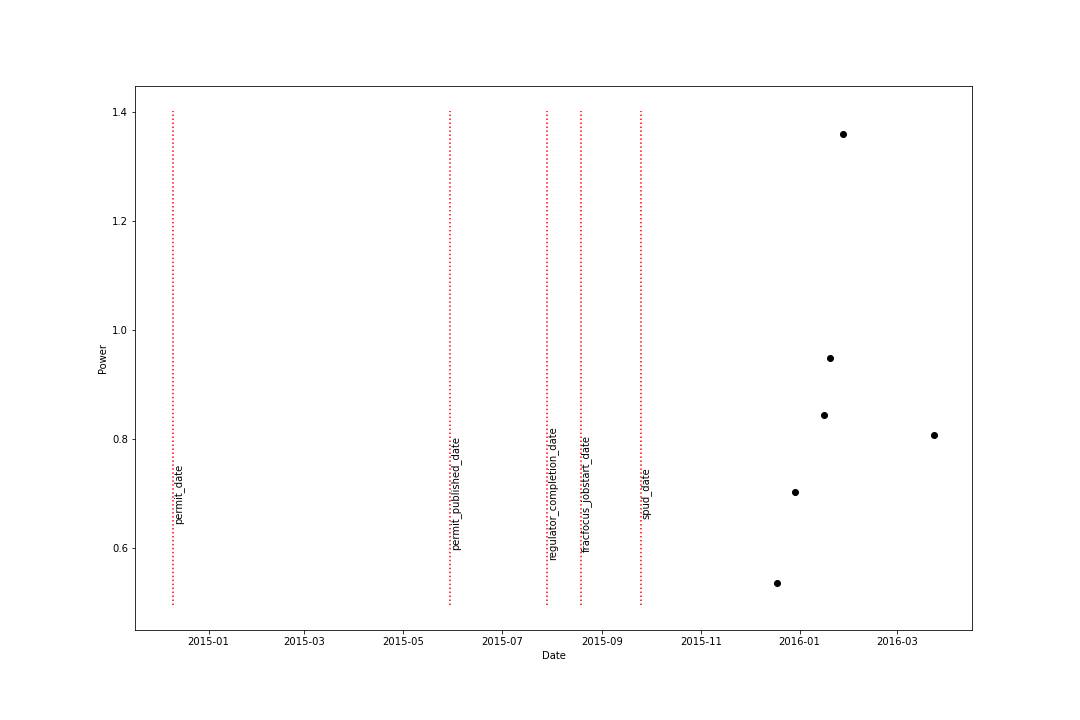 1.4
1.2
1.0
0.8
0.6
Power
permit_date
permit_published_date
regulator_completion_date
fracfocus_jobstart_date
spud_date
2015-01
2015-03
2015-05
2015-07
2015-09
2015-11
2016-01
2016-03
Date